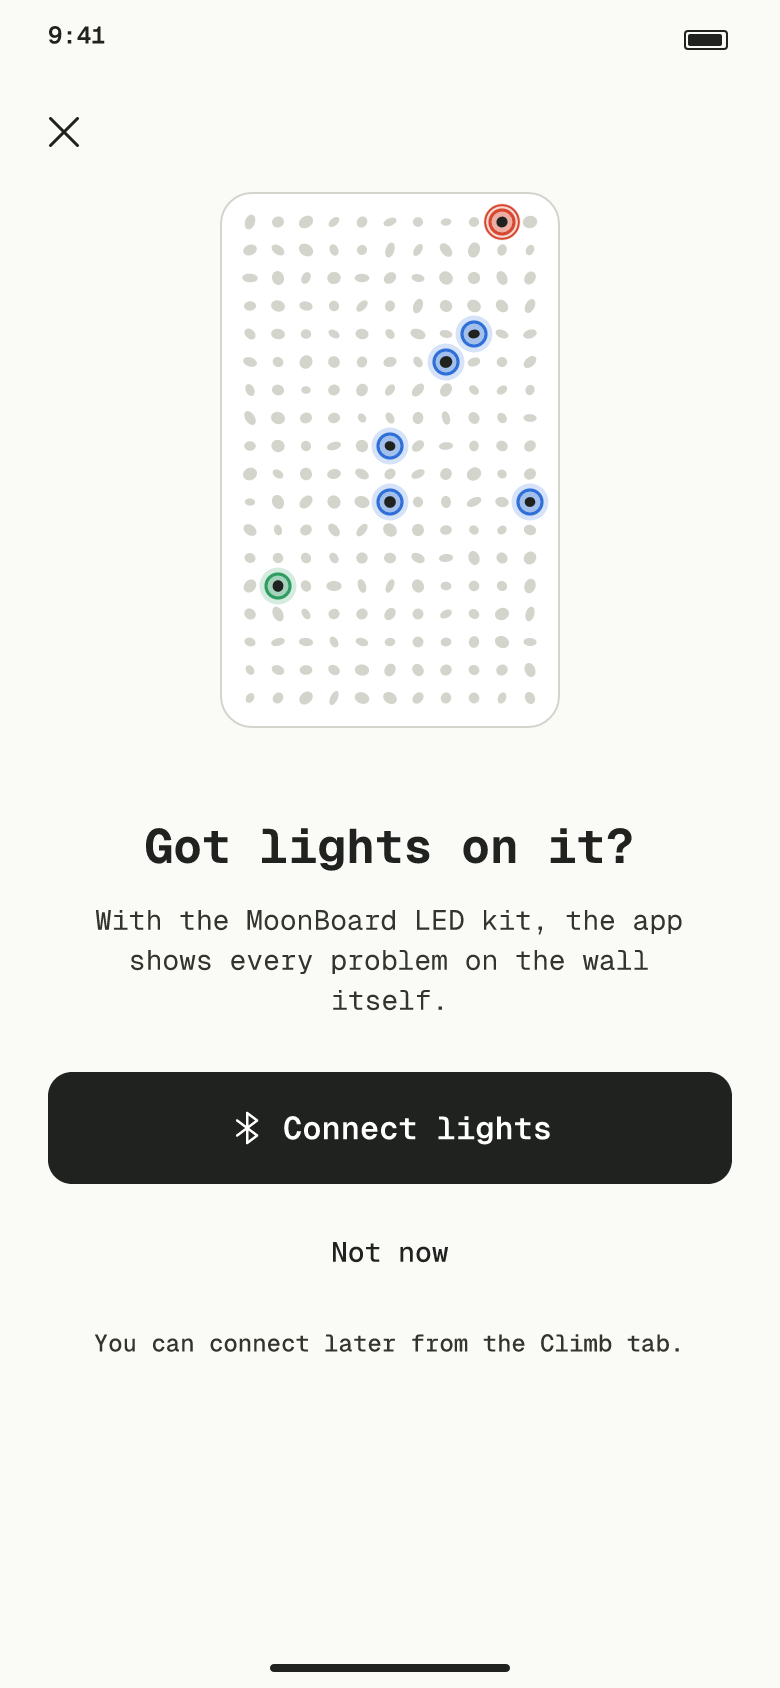 9:41
Got lights on it?
With the MoonBoard LED kit, the app
shows every problem on the wall
itself.
Connect lights
Not now
You can connect later from the Climb tab.